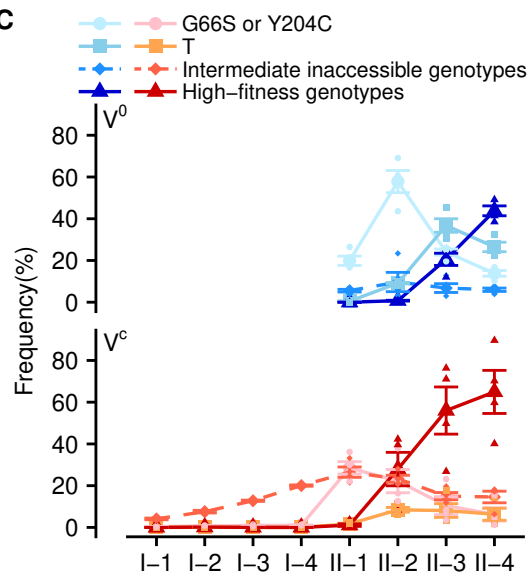 C
G66S or Y204C
T
Intermediate inaccessible genotypes
High−fitness genotypes
V⁰
80
60
40
20
0
Frequency(%)
Vᶜ
80
60
40
20
0
I−1 I−2 I−3 I−4 II−1 II−2 II−3 II−4